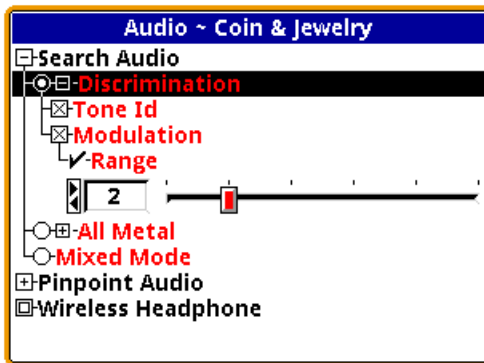 Audio ~ Coin & Jewelry
Search Audio
Discrimination
Tone Id
Modulation
Range
2
All Metal
Mixed Mode
Pinpoint Audio
Wireless Headphone